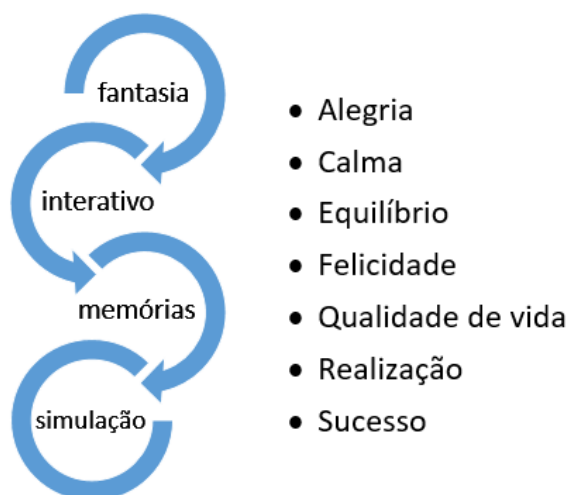 fantasia
interativo
memórias
simulação
• Alegria
• Calma
• Equilíbrio
• Felicidade
• Qualidade de vida
• Realização
• Sucesso